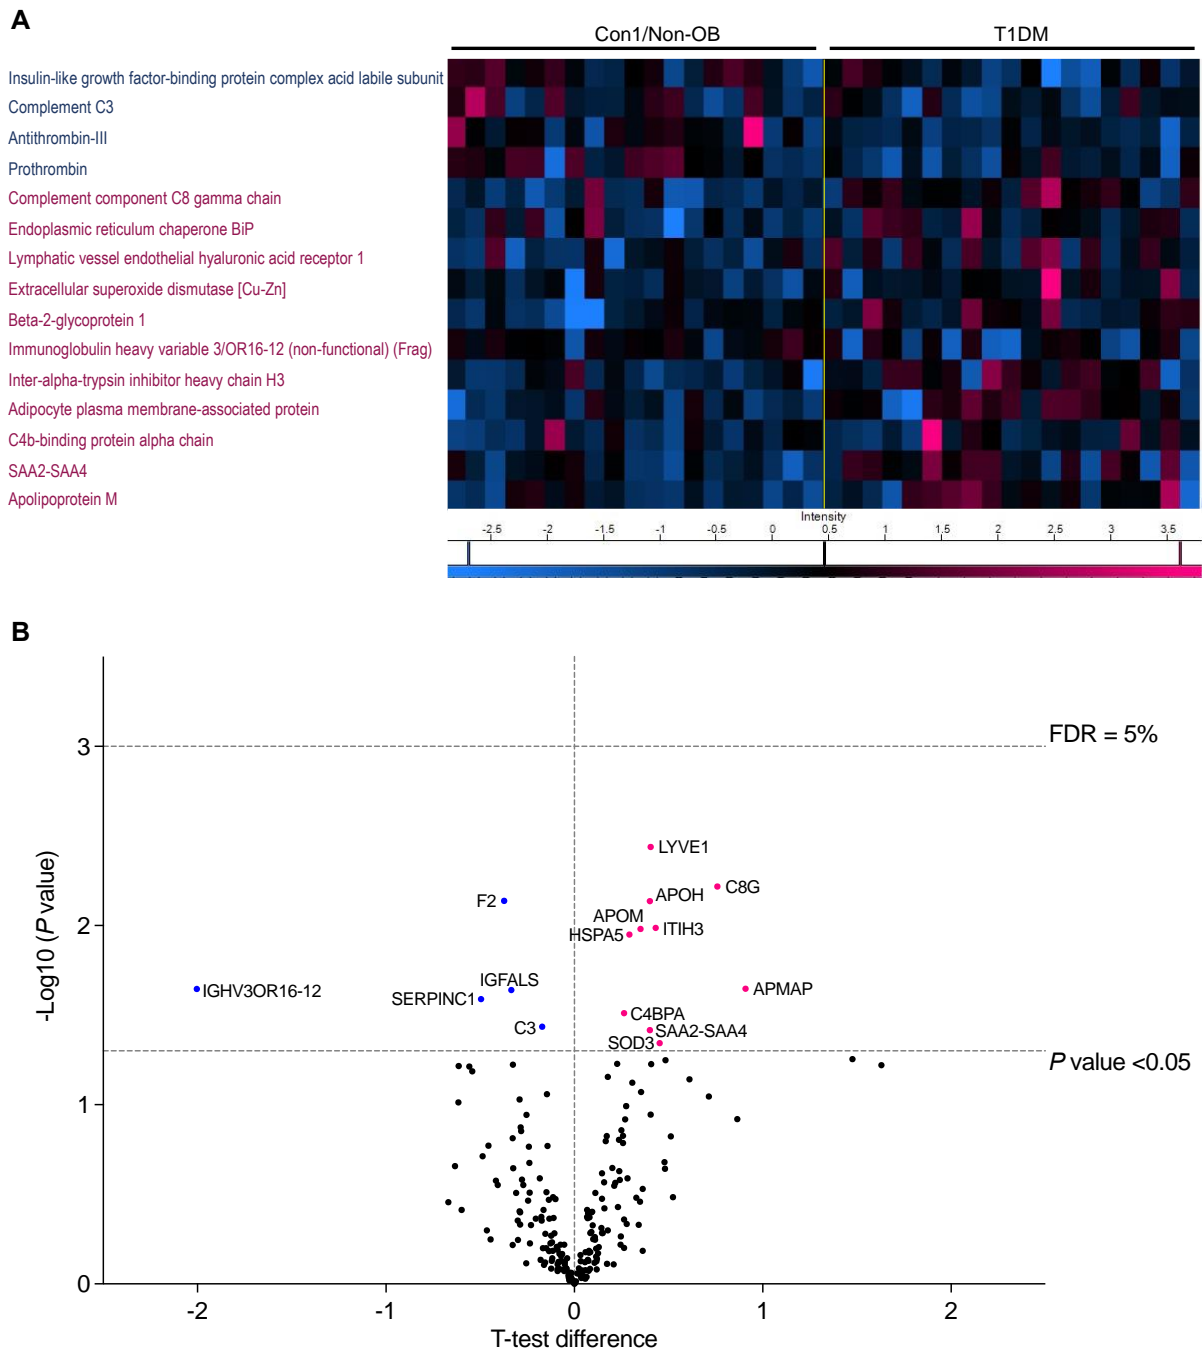 A
Con1/Non-OB
T1DM
Insulin-like growth factor-binding protein complex acid labile subunit
Complement C3
Antithrombin-III
Prothrombin
Complement component C8 gamma chain
Endoplasmic reticulum chaperone BiP
Lymphatic vessel endothelial hyaluronic acid receptor 1
Extracellular superoxide dismutase [Cu-Zn]
Beta-2-glycoprotein 1
Immunoglobulin heavy variable 3/OR16-12 (non-functional) (Frag)
Inter-alpha-trypsin inhibitor heavy chain H3
Adipocyte plasma membrane-associated protein
C4b-binding protein alpha chain
SAA2-SAA4
Apolipoprotein M
Intensity
-2.5 -2 -1.5 -1 -0.5 0 0.5 1 1.5 2 2.5 3 3.5
B
FDR = 5%
3
LYVE1
C8G
F2
APOH
2
APOM
ITIH3
HSPA5
IGHV3OR16-12
IGFALS
SERPINC1
APMAP
C3
C4BPA
SAA2-SAA4
SOD3
P value <0.05
1
0
-Log10 (P value)
-2 -1 0 1 2
T-test difference